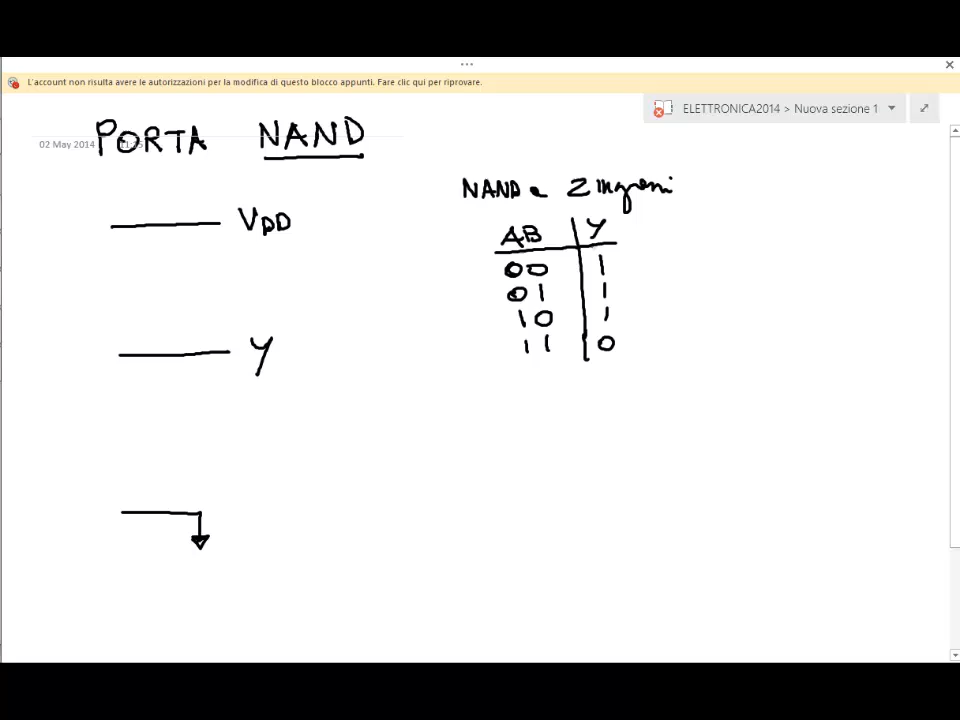 L'account non risulta avere le autorizzazioni per la modifica di questo blocco appunti. Fare clic qui per riprovare.
ELETTRONICA2014 > Nuova sezione 1
PORTA NAND
02 May 2014
NAND a 2 ingressi
VDD
AB Y
00 1
01 1
10 1
11 0
Y